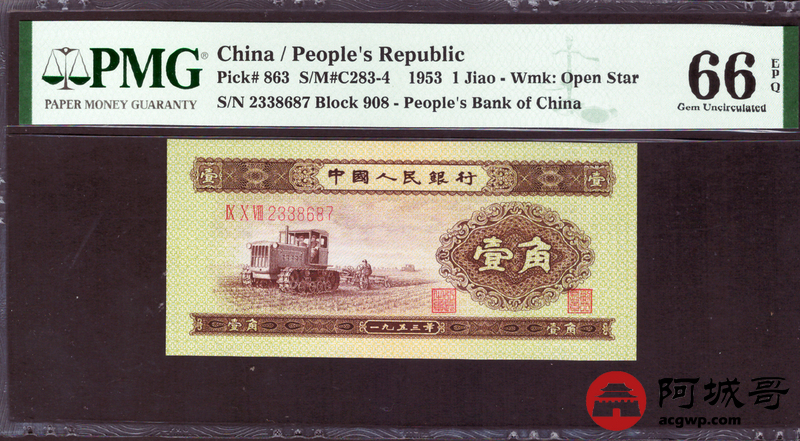 PMG
PAPER MONEY GUARANTY
China / People's Republic
Pick# 863 S/M#C283-4 1953 1 Jiao - Wmk: Open Star
S/N 2338687 Block 908 - People's Bank of China
66
EPQ
Gem Uncirculated
壹
中國人民銀行
壹
IX X VIII 2338687
壹角
壹角
一九五三年
壹角
阿城哥
acgwp.com